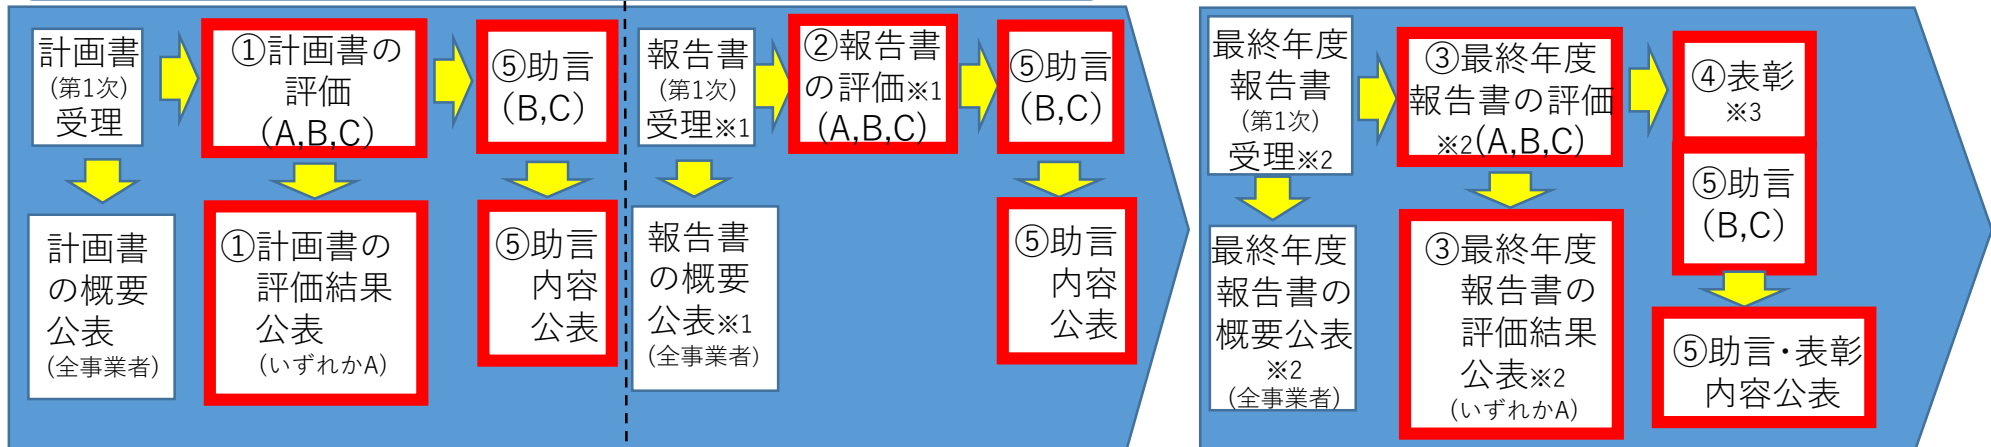 計画書
(第1次)
受理
①計画書の
評価
(A,B,C)
⑤助言
(B,C)
計画書
の概要
公表
(全事業者)
①計画書の
評価結果
公表
(いずれかA)
⑤助言
内容
公表
報告書
(第1次)
受理※1
②報告書
の評価※1
(A,B,C)
⑤助言
(B,C)
報告書
の概要
公表※1
(全事業者)
⑤助言
内容
公表
最終年度
報告書
(第1次)
受理※2
③最終年度
報告書の評価
※2(A,B,C)
④表彰
※3
⑤助言
(B,C)
最終年度
報告書の
概要公表
※2
(全事業者)
③最終年度
報告書の
評価結果
公表※2
(いずれかA)
⑤助言・表彰
内容公表